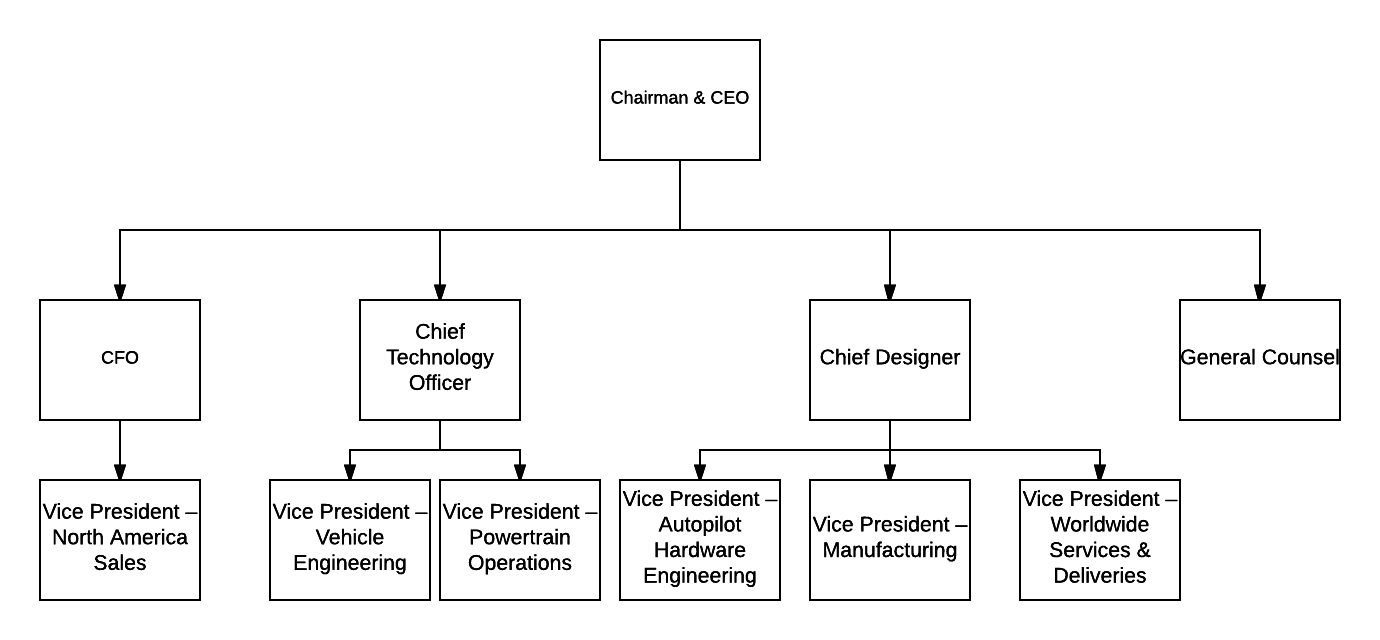 Chairman & CEO
CFO
Chief
Technology
Officer
Chief Designer
General Counsel
Vice President –
North America
Sales
Vice President –
Vehicle
Engineering
Vice President –
Powertrain
Operations
Vice President –
Autopilot
Hardware
Engineering
Vice President –
Manufacturing
Vice President –
Worldwide
Services &
Deliveries